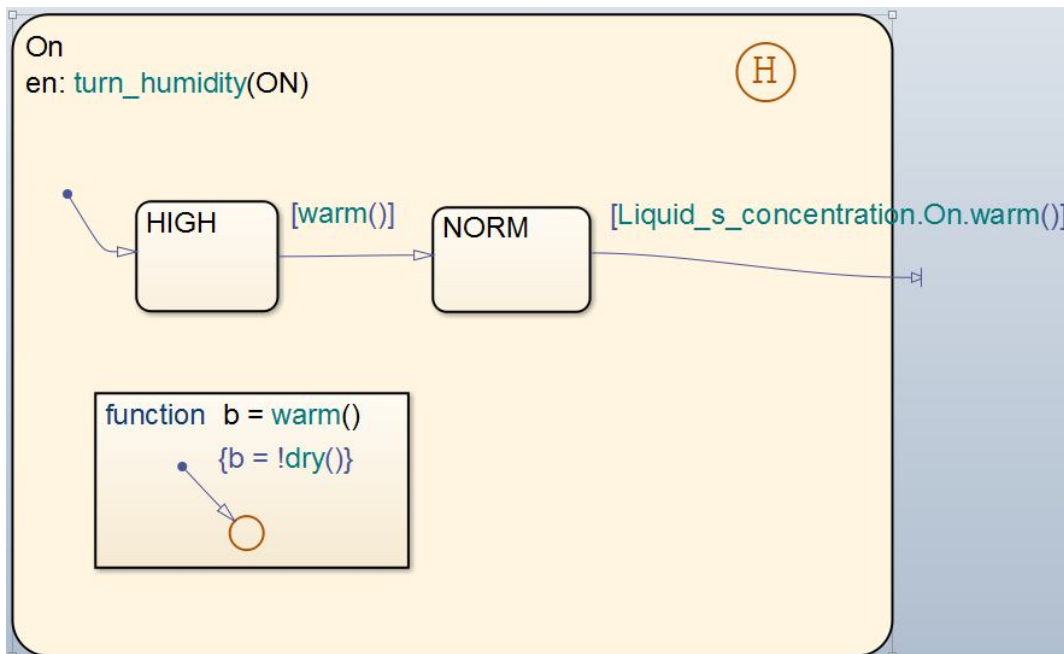 On
en: turn_humidity(ON)
H
HIGH
[warm()]
NORM
[Liquid_s_concentration.On.warm()]
function b = warm()
{b = !dry()}